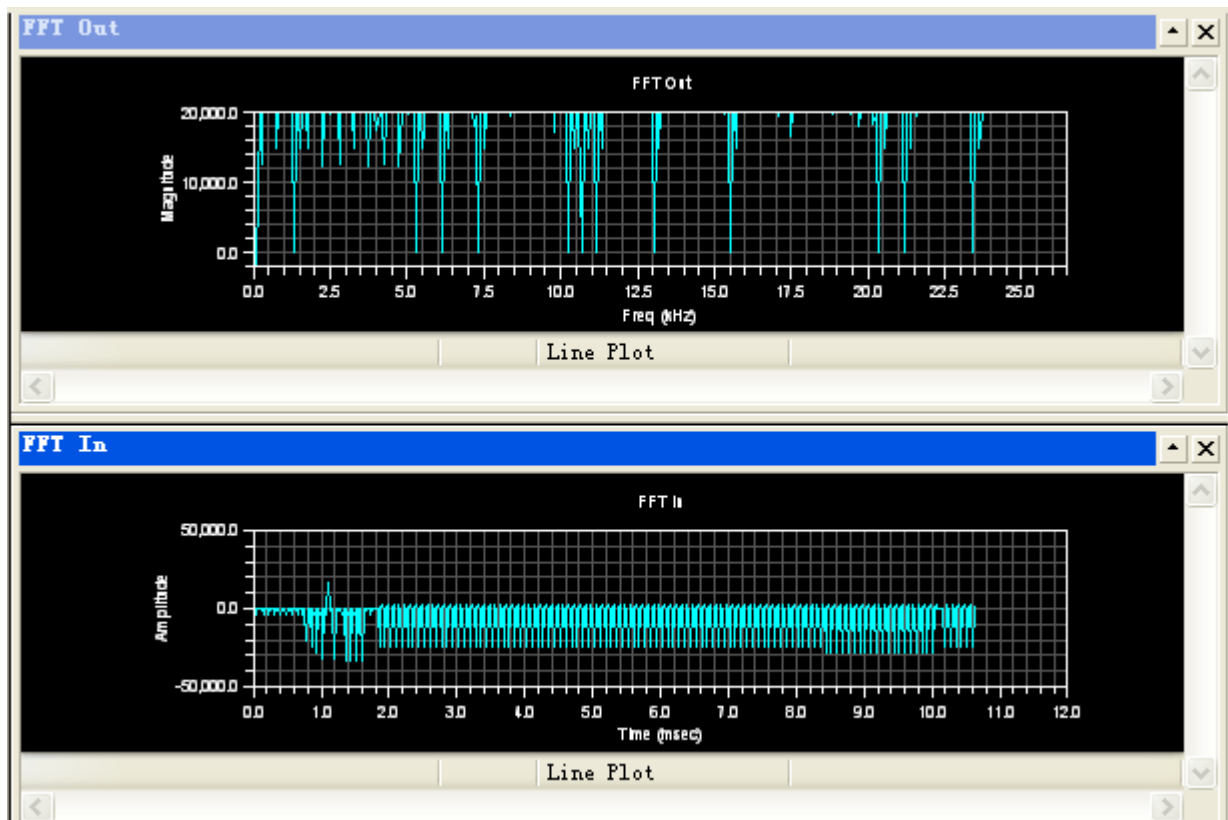 FFT Out
FFT Out
20,000.0
10,000.0
0.0
Magnitude
0.0 2.5 5.0 7.5 10.0 12.5 15.0 17.5 20.0 22.5 25.0
Freq (kHz)
Line Plot
FFT In
FFT In
50,000.0
0.0
-50,000.0
Amplitude
0.0 1.0 2.0 3.0 4.0 5.0 6.0 7.0 8.0 9.0 10.0 11.0 12.0
Time (msec)
Line Plot